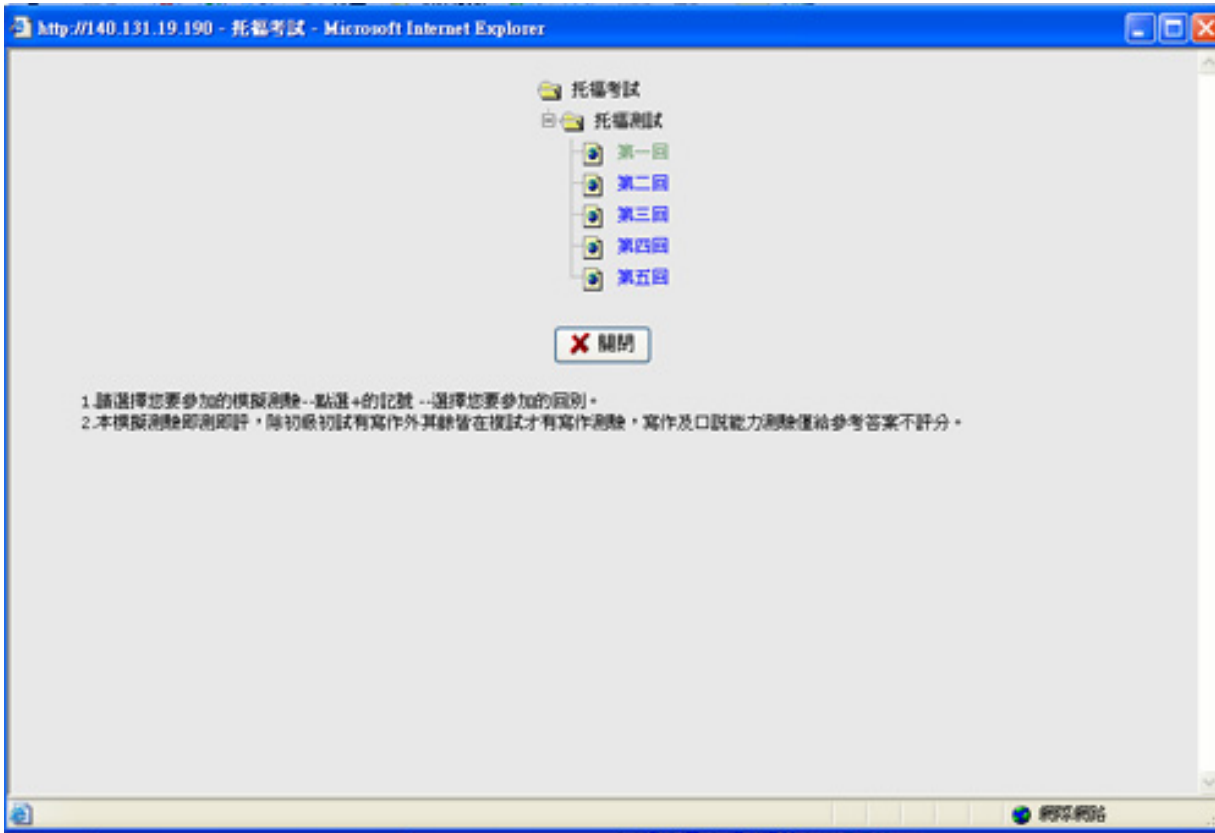 http://140.131.19.190 - 托福考試 - Microsoft Internet Explorer
托福考試
托福測試
第一回
第二回
第三回
第四回
第五回
關閉
1.請選擇您要參加的模擬測驗--點選+的記號 --選擇您要參加的回別。
2.本模擬測驗即測即評，除初級初試有寫作外其餘皆在複試才有寫作測驗，寫作及口說能力測驗僅給參考答案不評分。
網際網路